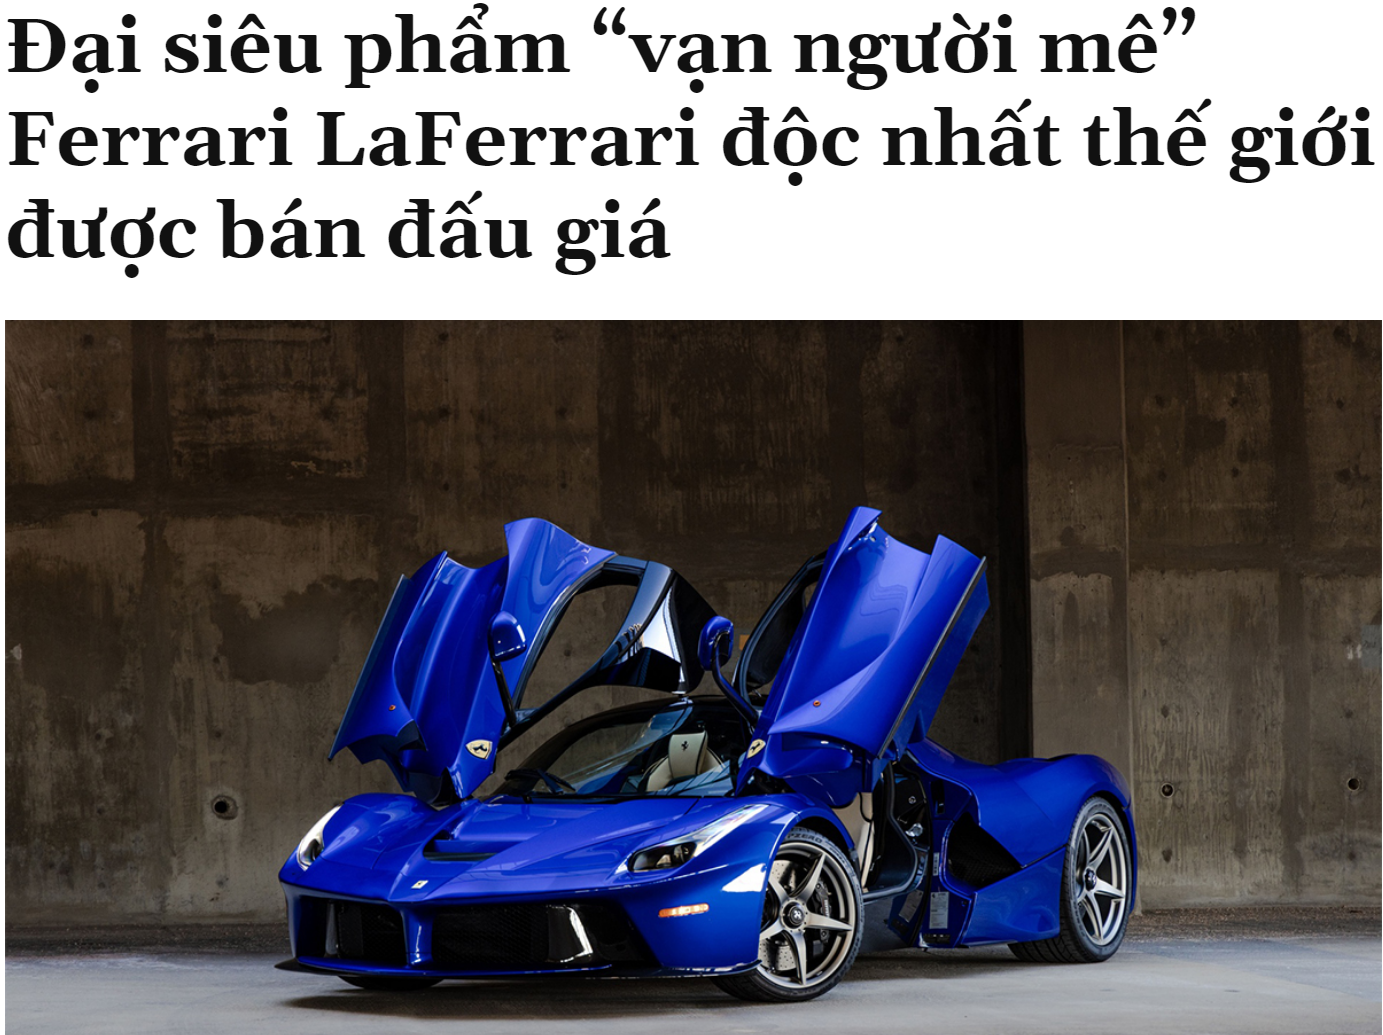 Đại siêu phẩm “vạn người mê”
Ferrari LaFerrari độc nhất thế giới
được bán đấu giá